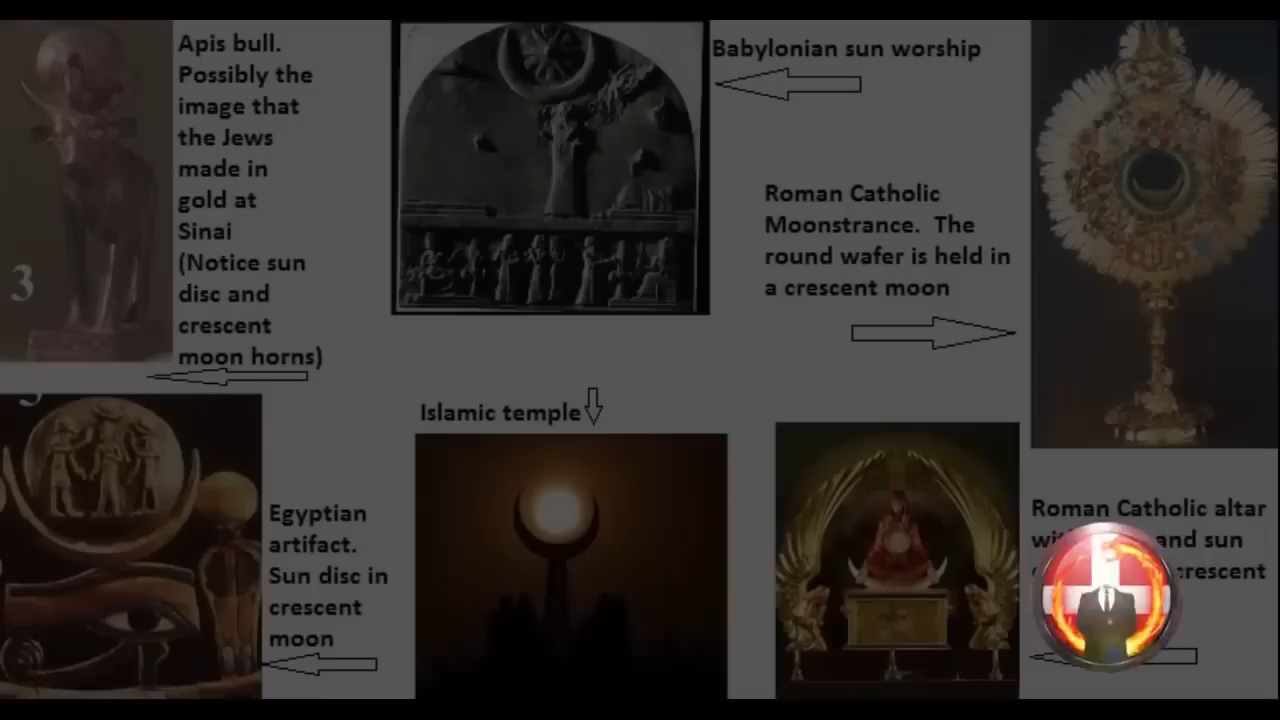 Apis bull.
Possibly the
image that
the Jews
made in
gold at
Sinai
(Notice sun
disc and
crescent
moon horns)
3
Babylonian sun worship
Roman Catholic
Moonstrance. The
round wafer is held in
a crescent moon
Islamic temple
Egyptian
artifact.
Sun disc in
crescent
moon
Roman Catholic altar
and sun
crescent